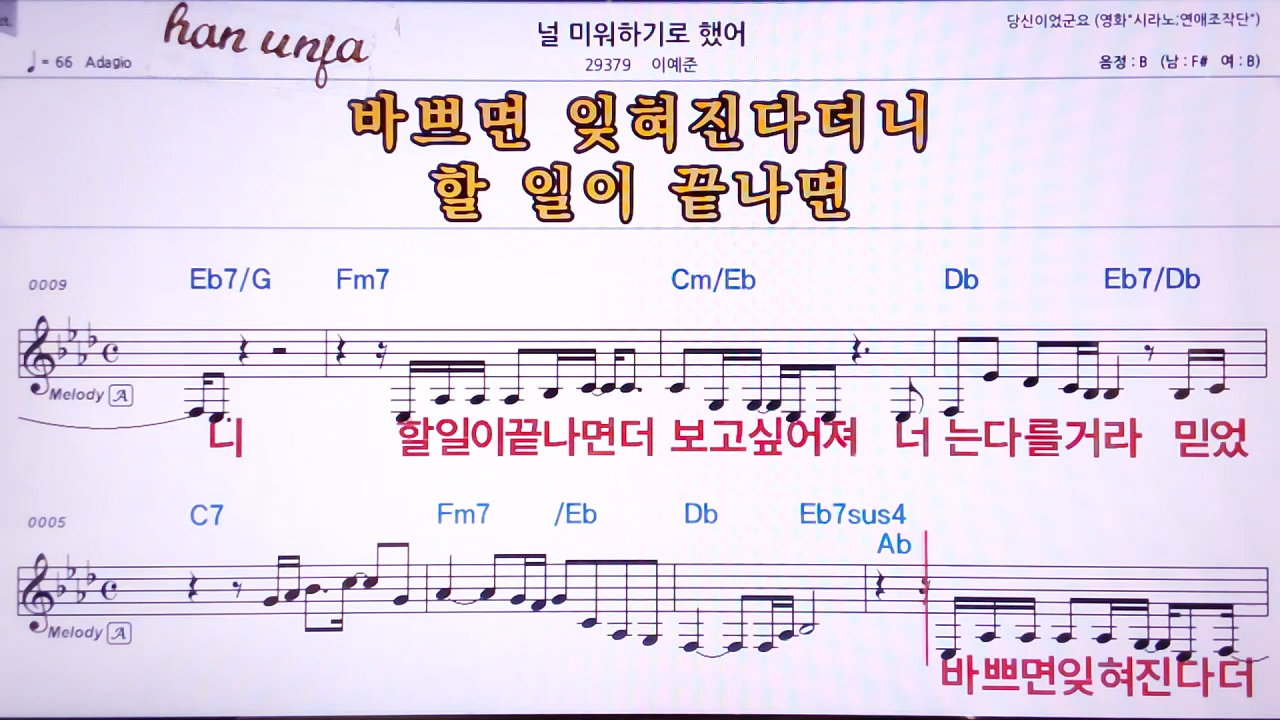 han unja
널 미워하기로 했어
당신이었군요 (영화"시라노;연애조작단")
♩= 66 Adagio
29379 이예준
음정 : B (남 : F# 여 : B)
바쁘면 잊혀진다더니
할 일이 끝나면
0009 Eb7/G Fm7 Cm/Eb Db Eb7/Db
Melody A
니 할일이끝나면더 보고싶어져 너 는다를거라 믿었
0005 C7 Fm7 /Eb Db Eb7sus4
Ab
Melody A
바쁘면잊혀진다더